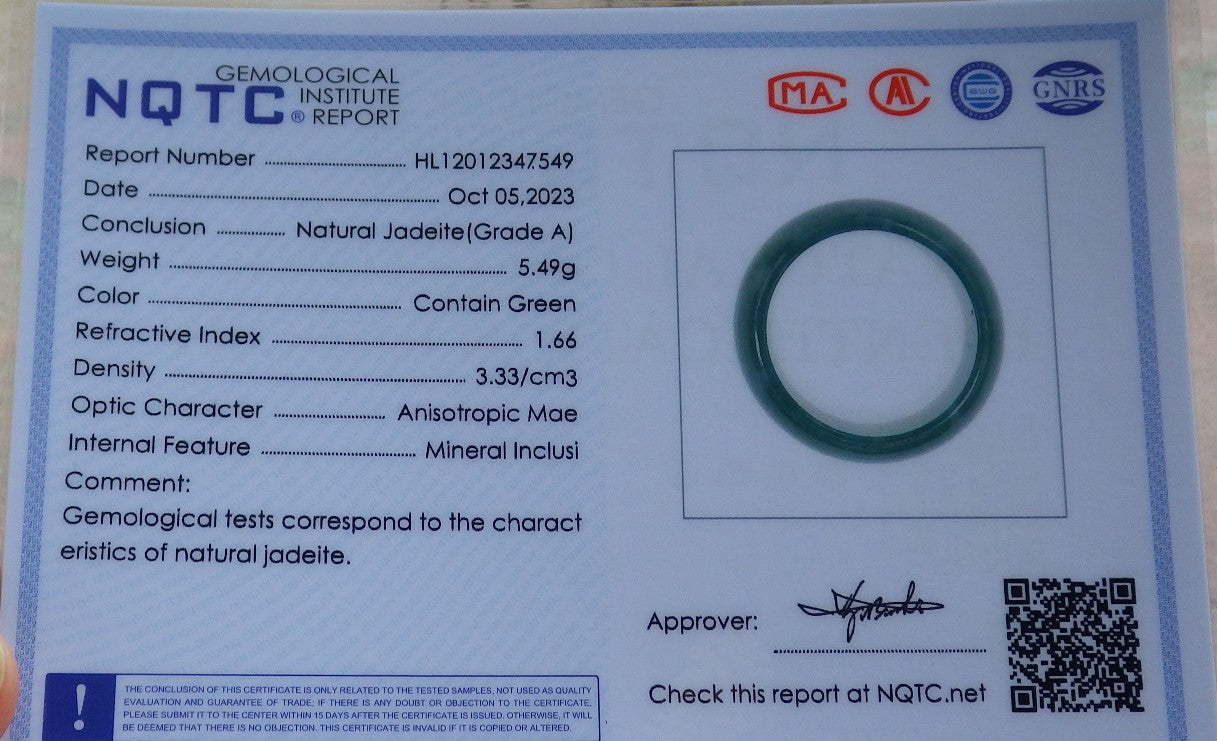 NQTC® GEMOLOGICAL
INSTITUTE
REPORT
MA
AL
CWS
GNRS
Report Number ........ HL12012347549
Date ........ Oct 05,2023
Conclusion ........ Natural Jadeite(Grade A)
Weight ........ 5.49g
Color ........ Contain Green
Refractive Index ........ 1.66
Density ........ 3.33/cm3
Optic Character ........ Anisotropic Mae
Internal Feature ........ Mineral Inclusi
Comment:
Gemological tests correspond to the charact
eristics of natural jadeite.
Approver:
Check this report at NQTC.net
! THE CONCLUSION OF THIS CERTIFICATE IS ONLY RELATED TO THE TESTED SAMPLES, NOT USED AS QUALITY
EVALUATION AND GUARANTEE OF TRADE; IF THERE IS ANY DOUBT OR OBJECTION TO THE CERTIFICATE,
PLEASE SUBMIT IT TO THE CENTER WITHIN 15 DAYS AFTER THE CERTIFICATE IS ISSUED. OTHERWISE, IT WILL
BE DEEMED THAT THERE IS NO OBJECTION. THIS CERTIFICATE IS INVALID IF IT IS COPIED OR ALTERED.